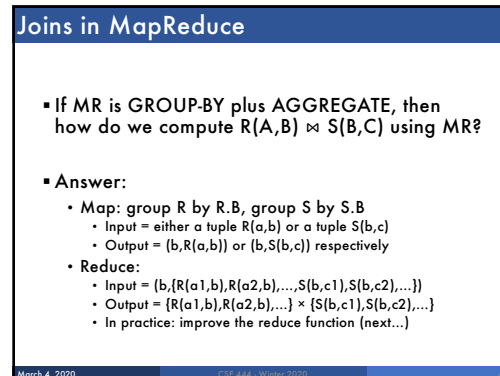 Joins in MapReduce
▪ If MR is GROUP-BY plus AGGREGATE, then
how do we compute R(A,B) ⋈ S(B,C) using MR?
▪ Answer:
• Map: group R by R.B, group S by S.B
• Input = either a tuple R(a,b) or a tuple S(b,c)
• Output = (b,R(a,b)) or (b,S(b,c)) respectively
• Reduce:
• Input = (b,{R(a1,b),R(a2,b),…,S(b,c1),S(b,c2),…})
• Output = {R(a1,b),R(a2,b),…} × {S(b,c1),S(b,c2),…}
• In practice: improve the reduce function (next…)
March 4, 2020
CSE 444 - Winter 2020